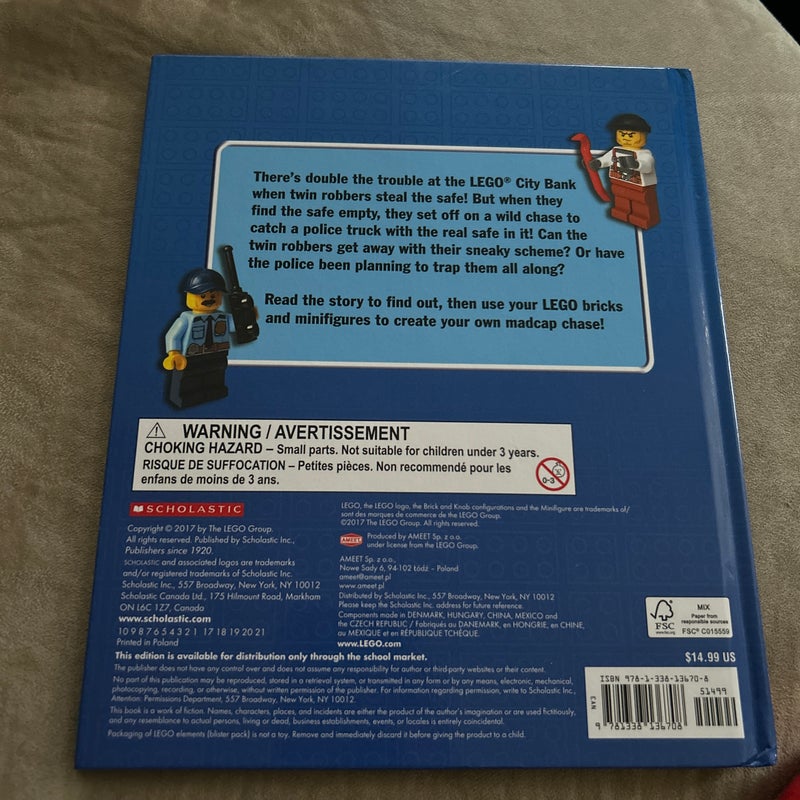 There's double the trouble at the LEGO® City Bank
when twin robbers steal the safe! But when they
find the safe empty, they set off on a wild chase to
catch a police truck with the real safe in it! Can the
twin robbers get away with their sneaky scheme? Or have
the police been planning to trap them all along?
Read the story to find out, then use your LEGO bricks
and minifigures to create your own madcap chase!
WARNING / AVERTISSEMENT
CHOKING HAZARD – Small parts. Not suitable for children under 3 years.
RISQUE DE SUFFOCATION – Petites pièces. Non recommendé pour les
enfans de moins de 3 ans.
0-3
SCHOLASTIC
Copyright © 2017 by The LEGO Group.
All rights reserved. Published by Scholastic Inc.,
Publishers since 1920.
SCHOLASTIC and associated logos are trademarks
and/or registered trademarks of Scholastic Inc.
Scholastic Inc., 557 Broadway, New York, NY 10012
Scholastic Canada Ltd., 175 Hillmount Road, Markham
ON L6C 1Z7, Canada
www.scholastic.com
10 9 8 7 6 5 4 3 2 1 17 18 19 20 21
Printed in Poland
LEGO, the LEGO logo, the Brick and Knob configurations and the Minifigure are trademarks of/
sont des marques de commerce de the LEGO Group.
©2017 The LEGO Group. All rights reserved.
AMEET
Produced by AMEET Sp. z o.o.
under license from the LEGO Group.
AMEET Sp. z o.o.,
Nowe Sady 6, 94-102 Łódź – Poland
ameet@ameet.pl
www.ameet.pl
Distributed by Scholastic Inc., 557 Broadway, New York, NY 10012
Please keep the Scholastic Inc. address for future reference.
Components made in DENMARK, HUNGARY, CHINA, MEXICO and
the CZECH REPUBLIC / Fabriqués au DANEMARK, en HONGRIE, en CHINE,
au MEXIQUE et en RÉPUBLIQUE TCHÈQUE.
www.LEGO.com
FSC
www.fsc.org
MIX
Paper from
responsible sources
FSC® C015559
This edition is available for distribution only through the school market.
The publisher does not have any control over and does not assume any responsibility for author or third-party websites or their content.
No part of this publication may be reproduced, stored in a retrieval system, or transmitted in any form or by any means, electronic, mechanical,
photocopying, recording, or otherwise, without written permission of the publisher. For information regarding permission, write to Scholastic Inc.,
Attention: Permissions Department, 557 Broadway, New York, NY 10012.
This book is a work of fiction. Names, characters, places, and incidents are either the product of the author's imagination or are used fictitiously,
and any resemblance to actual persons, living or dead, business establishments, events, or locales is entirely coincidental.
Packaging of LEGO elements (blister pack) is not a toy. Remove and immediately discard it before giving the product to a child.
$14.99 US
ISBN 978-1-338-13670-8
51499
EAN
9 781338 136708